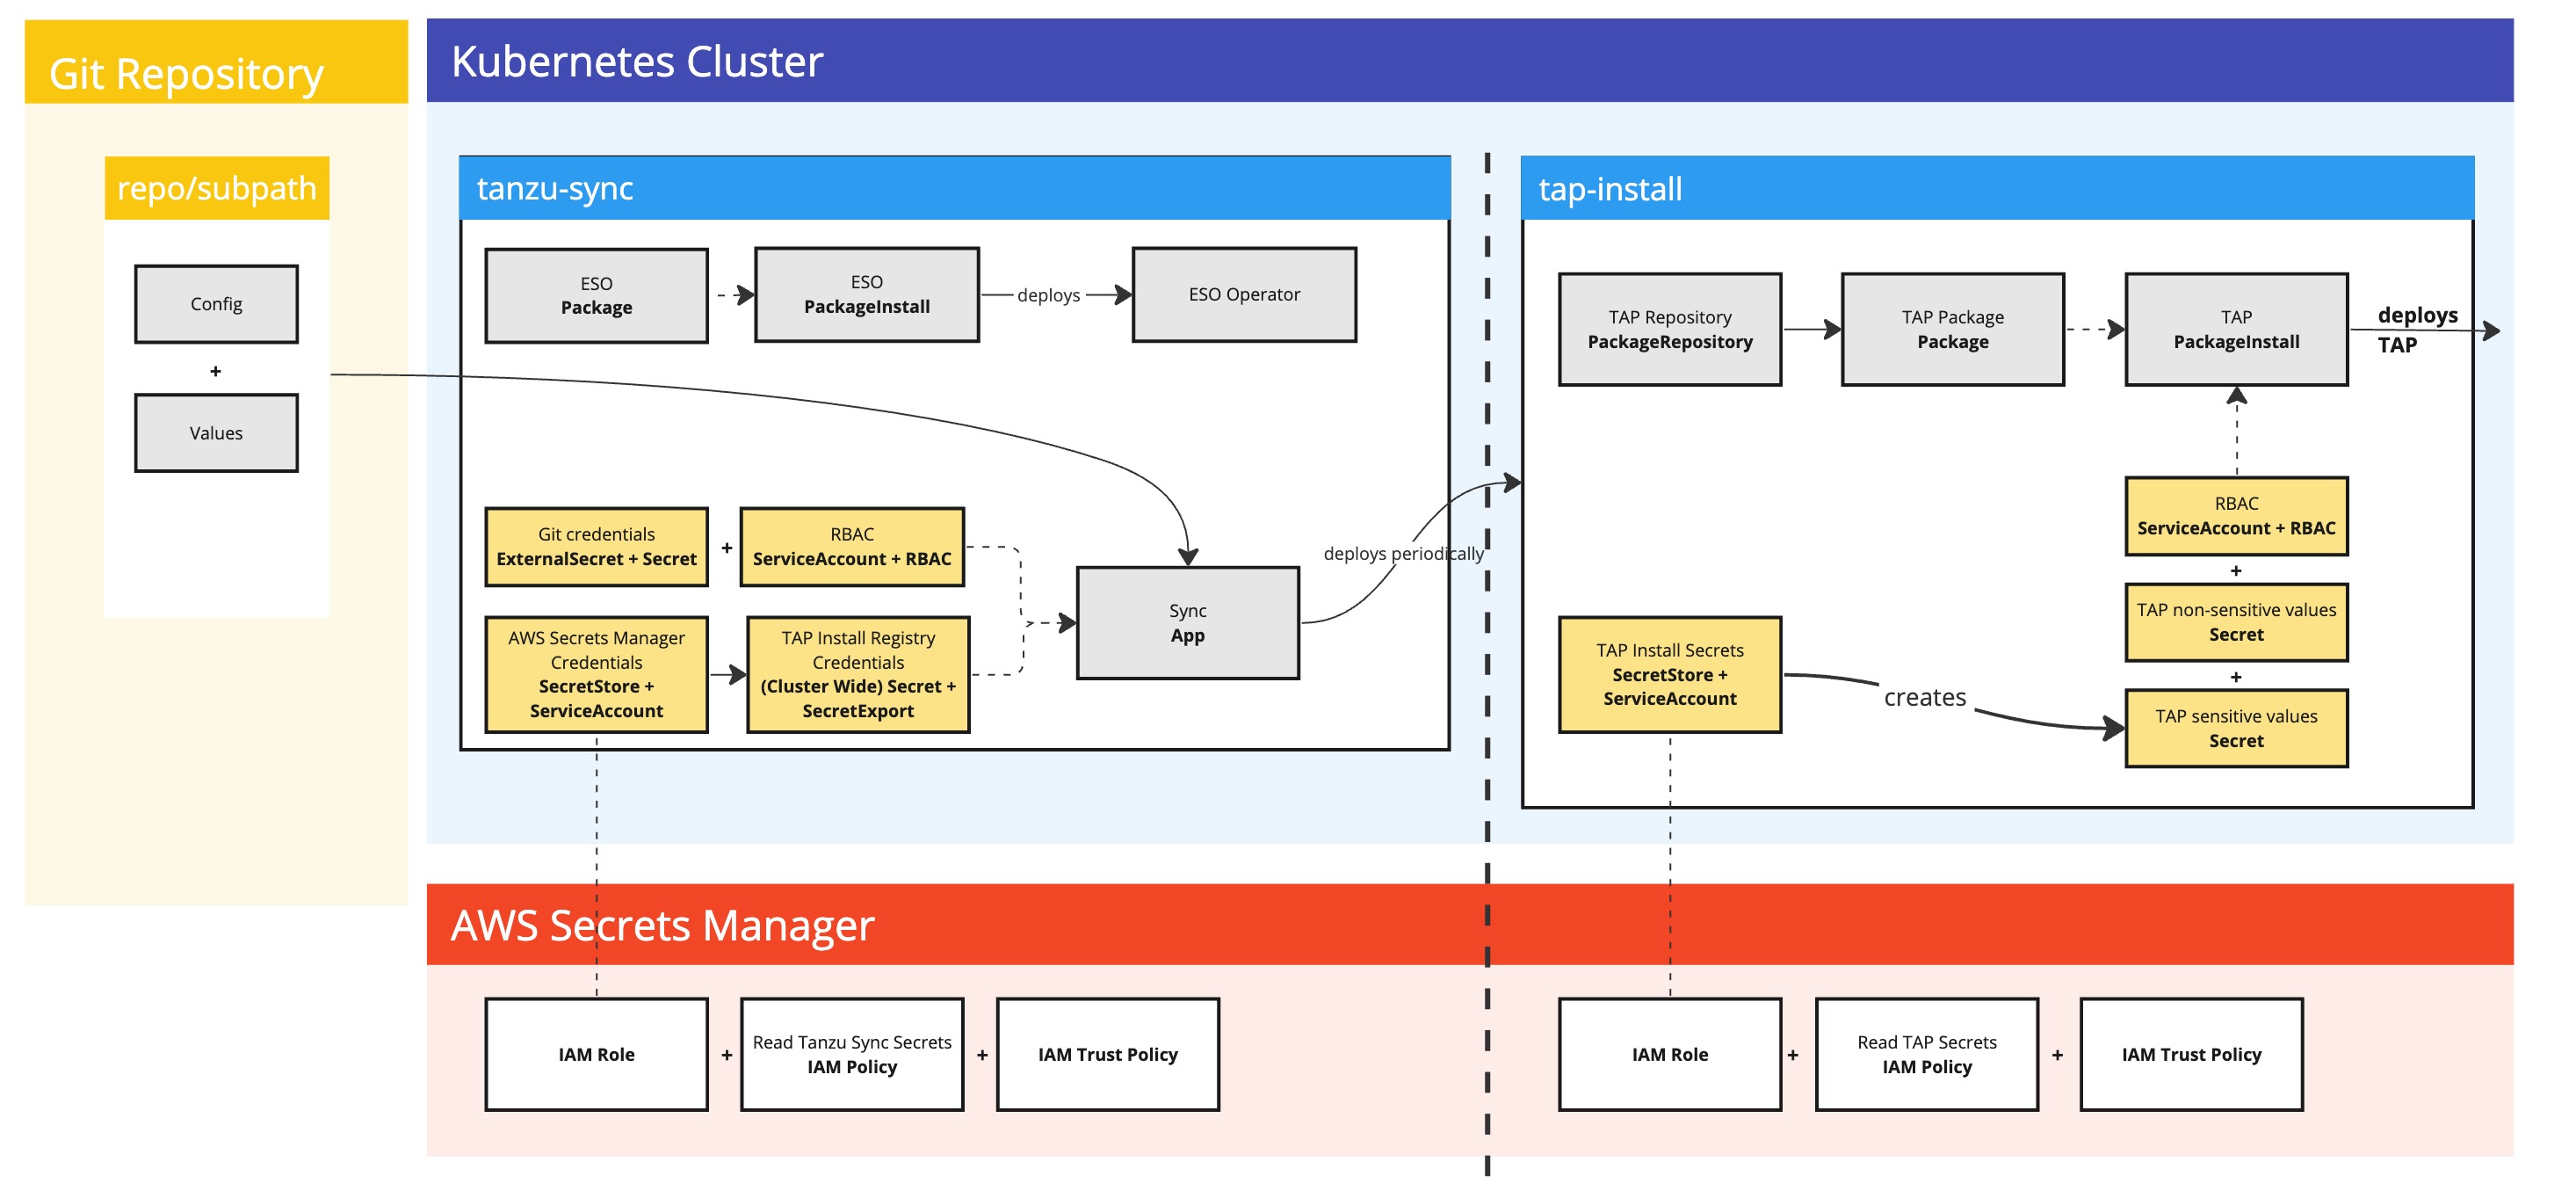 Git Repository
repo/subpath
Config
+
Values
Kubernetes Cluster
tanzu-sync
ESO
Package
ESO
PackageInstall
deploys
ESO Operator
Git credentials
ExternalSecret + Secret
+
RBAC
ServiceAccount + RBAC
AWS Secrets Manager
Credentials
SecretStore +
ServiceAccount
TAP Install Registry
Credentials
(Cluster Wide) Secret +
SecretExport
Sync
App
deploys periodically
tap-install
TAP Repository
PackageRepository
TAP Package
Package
TAP
PackageInstall
deploys
TAP
RBAC
ServiceAccount + RBAC
+
TAP non-sensitive values
Secret
+
TAP sensitive values
Secret
TAP Install Secrets
SecretStore +
ServiceAccount
creates
AWS Secrets Manager
IAM Role
+
Read Tanzu Sync Secrets
IAM Policy
+
IAM Trust Policy
IAM Role
+
Read TAP Secrets
IAM Policy
+
IAM Trust Policy